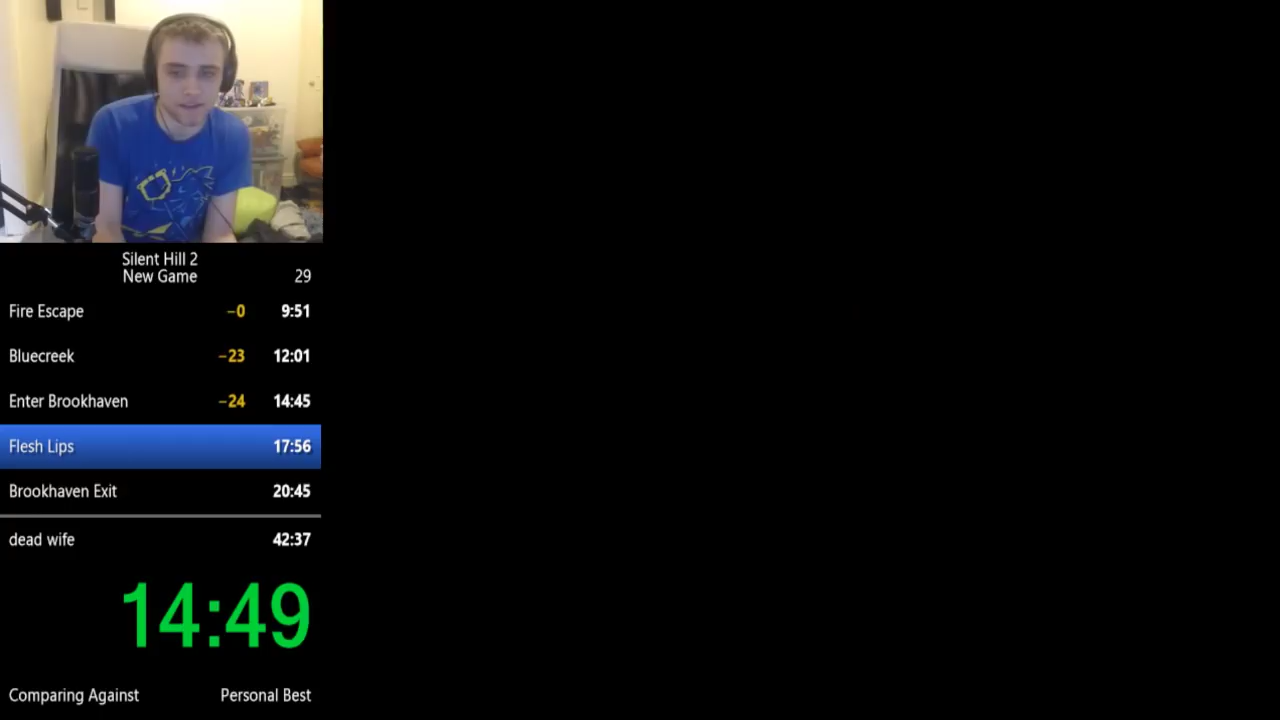 Silent Hill 2
New Game 29
Fire Escape −0 9:51
Bluecreek −23 12:01
Enter Brookhaven −24 14:45
Flesh Lips 17:56
Brookhaven Exit 20:45
dead wife 42:37
14:49
Comparing Against Personal Best